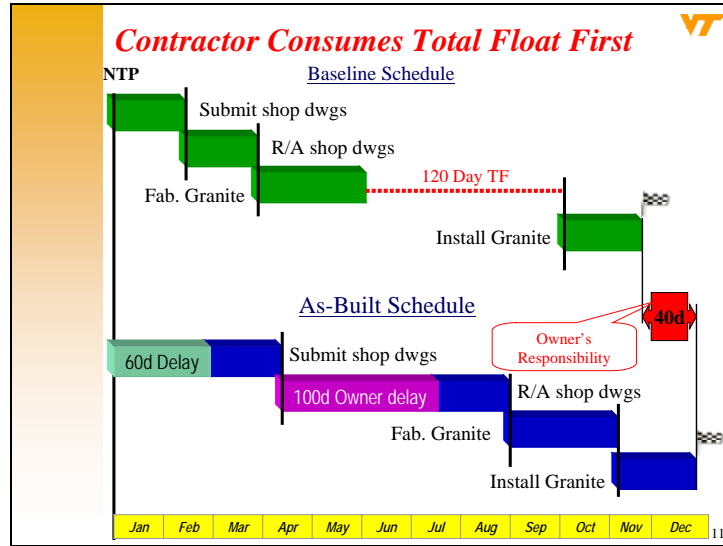 VT
Contractor Consumes Total Float First
NTP
Baseline Schedule
Submit shop dwgs
R/A shop dwgs
120 Day TF
Fab. Granite
Install Granite
As-Built Schedule
40d
Owner's
Responsibility
60d Delay
Submit shop dwgs
100d Owner delay
R/A shop dwgs
Fab. Granite
Install Granite
Jan Feb Mar Apr May Jun Jul Aug Sep Oct Nov Dec
11